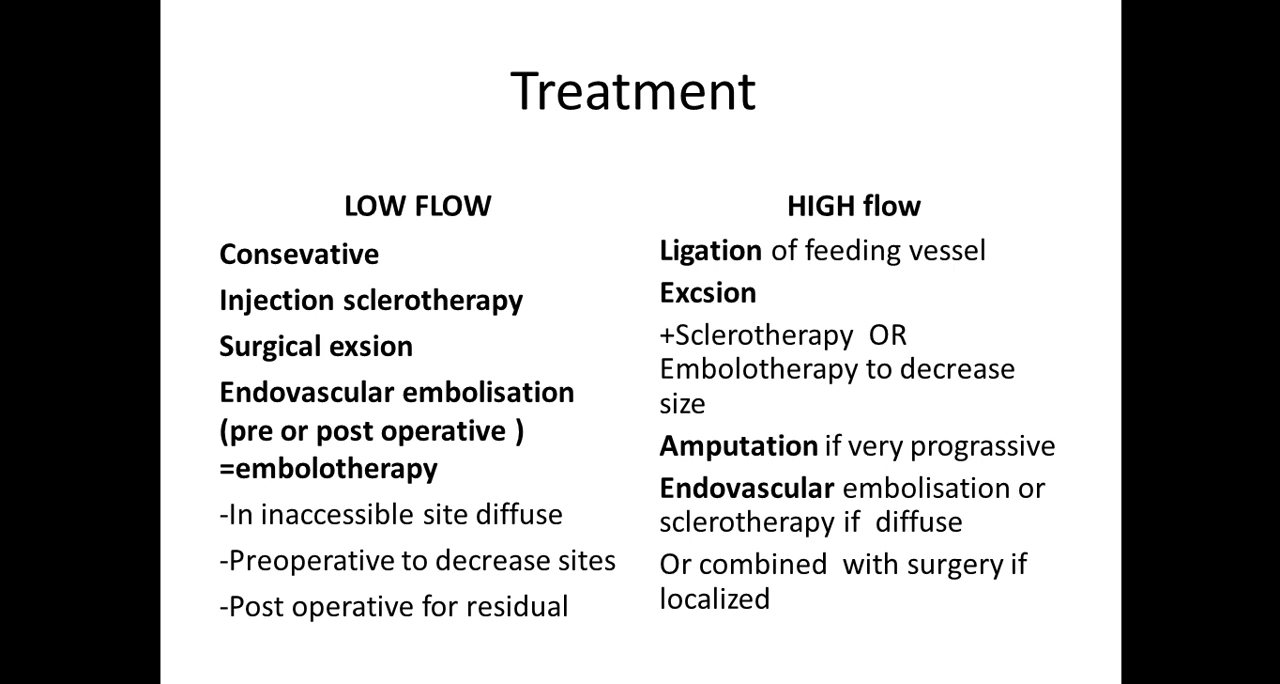 Treatment
LOW FLOW
Consevative
Injection sclerotherapy
Surgical exsion
Endovascular embolisation
(pre or post operative )
=embolotherapy
-In inaccessible site diffuse
-Preoperative to decrease sites
-Post operative for residual
HIGH flow
Ligation of feeding vessel
Excsion
+Sclerotherapy OR
Embolotherapy to decrease
size
Amputation if very prograssive
Endovascular embolisation or
sclerotherapy if diffuse
Or combined with surgery if
localized